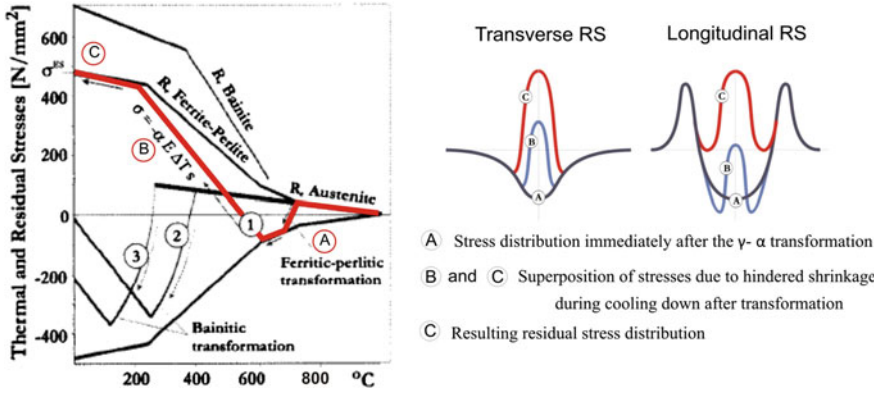 Thermal and Residual Stresses [N/mm²]
600
σᴱˢ
400
200
0
-200
-400
200
400
600
800
°C
C
B
A
R, Bainite
R, Ferrite-Perlite
R, Austenite
σ = -α E ΔT s
1
2
3
Ferritic-perlitic
transformation
Bainitic
transformation
Transverse RS
Longitudinal RS
C
B
A
C
B
A
A Stress distribution immediately after the γ- α transformation
B and C Superposition of stresses due to hindered shrinkage
during cooling down after transformation
C Resulting residual stress distribution